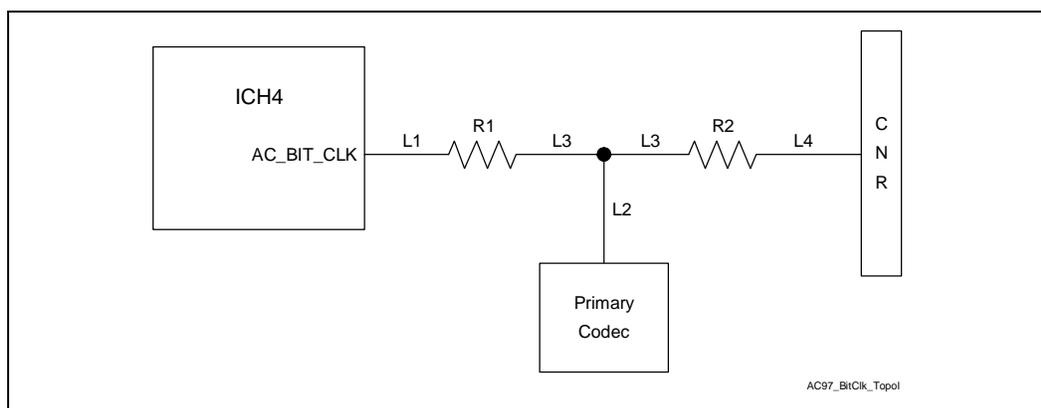 ICH4
AC_BIT_CLK
L1
R1
L3
L3
R2
L4
C
N
R
L2
Primary
Codec
AC97_BitClk_Topol